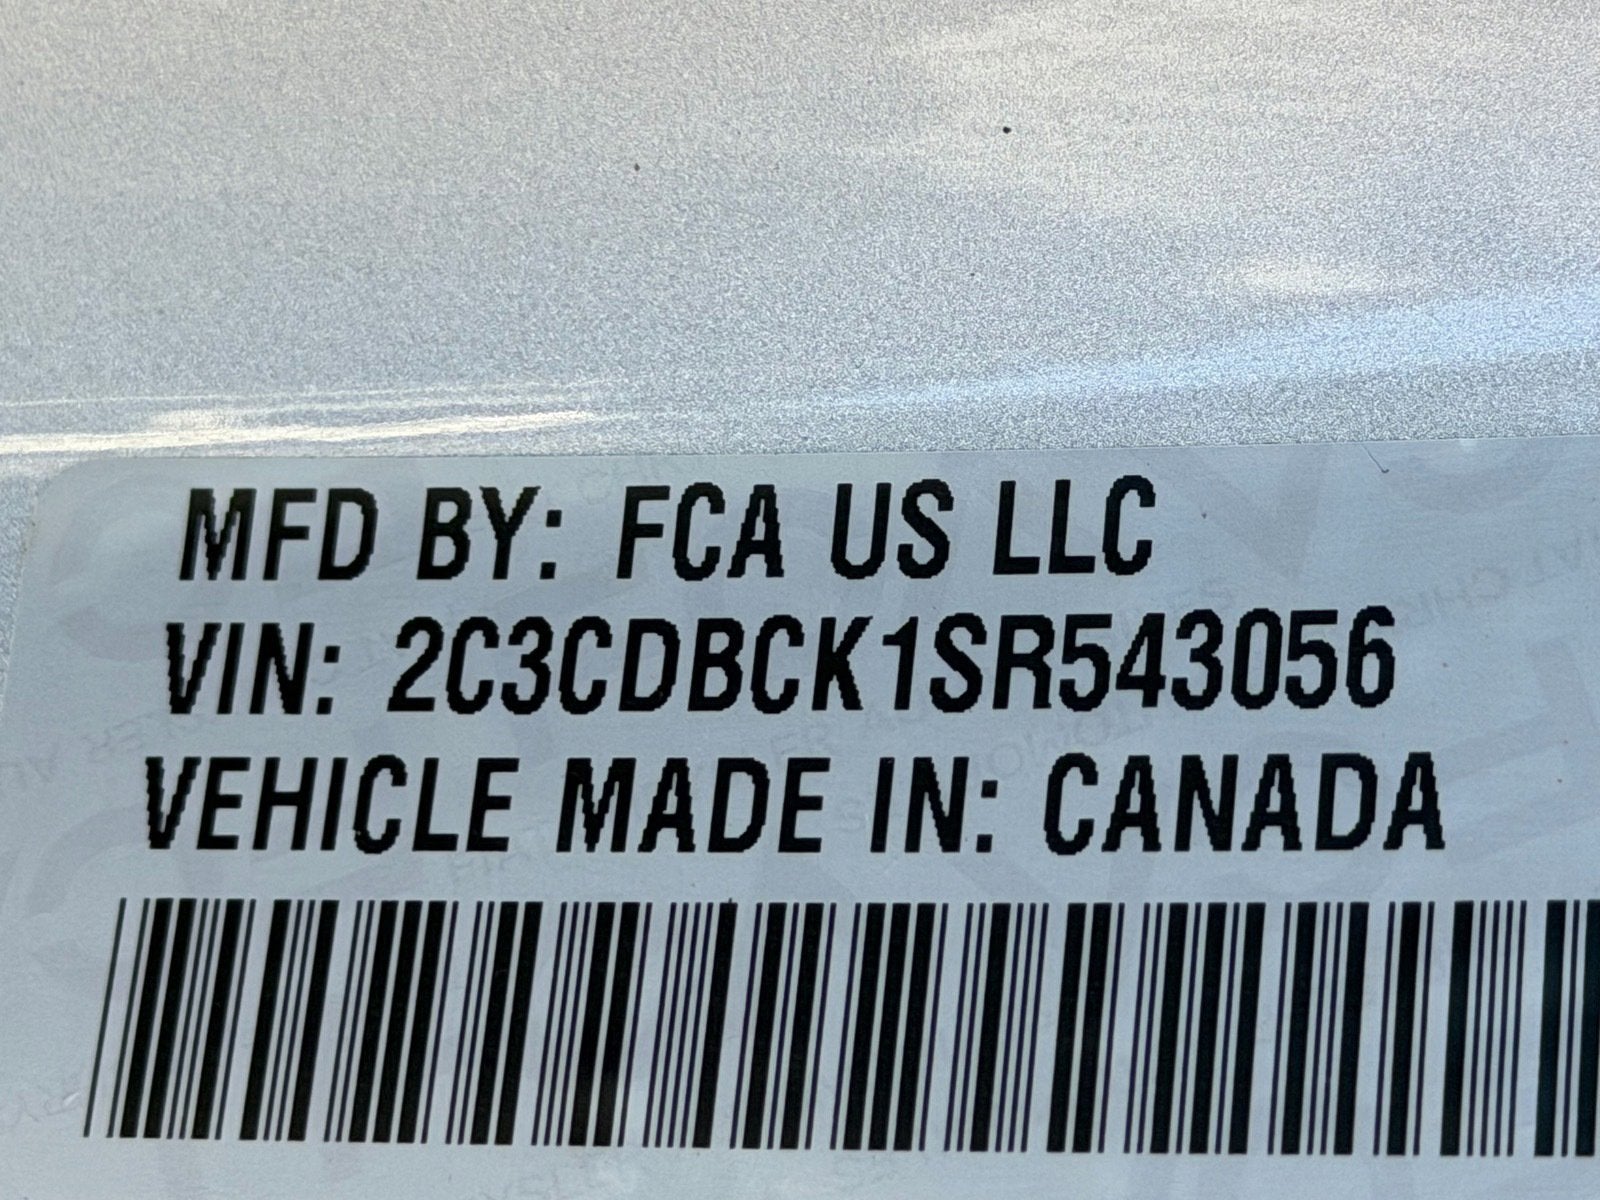 MFD BY: FCA US LLC
VIN: 2C3CDBCK1SR543056
VEHICLE MADE IN: CANADA